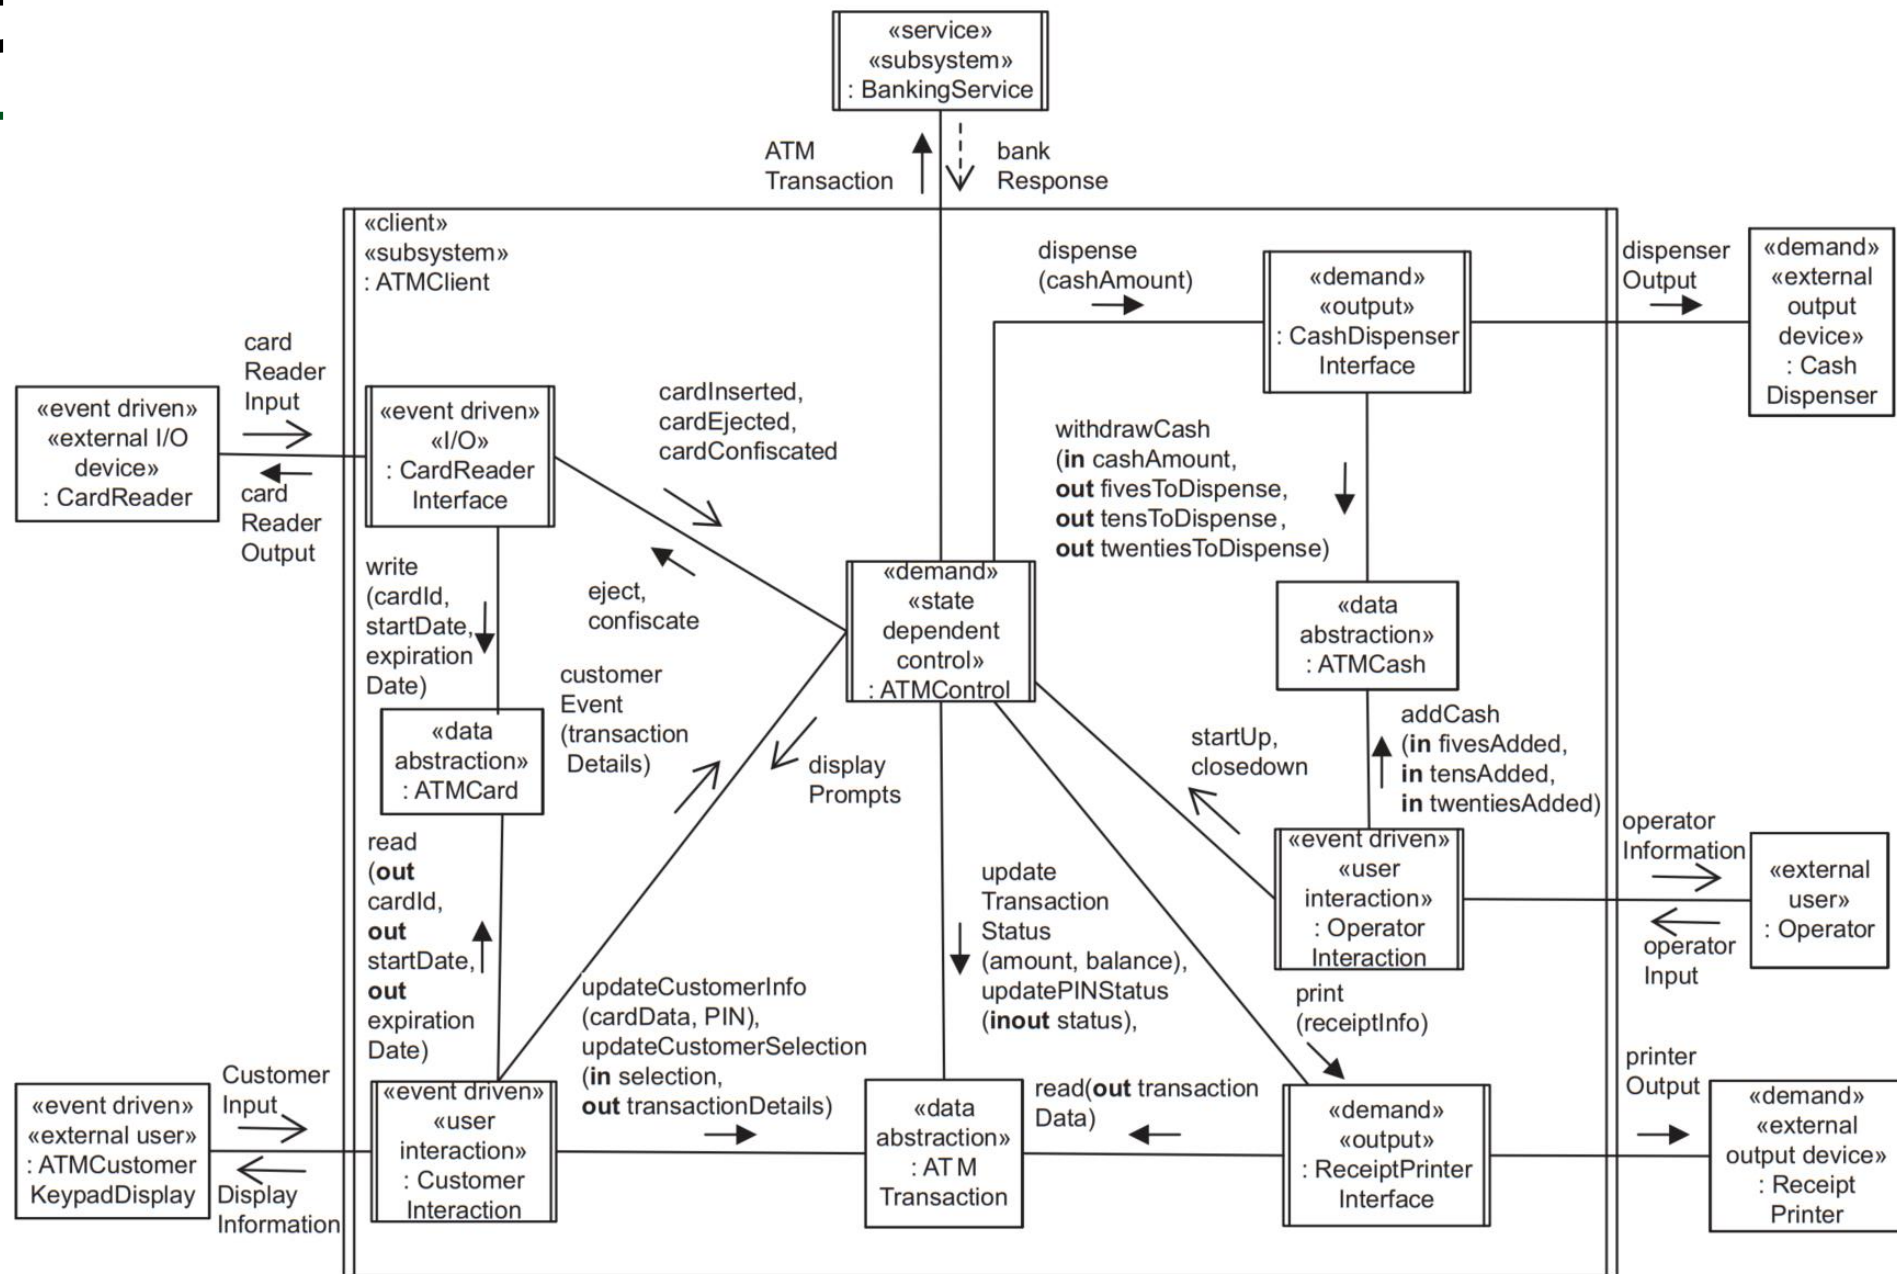 «service»
«subsystem»
: BankingService
ATM
Transaction
bank
Response
«client»
«subsystem»
: ATMClient
dispense
(cashAmount)
«demand»
«output»
: CashDispenser
Interface
dispenser
Output
«demand»
«external
output
device»
: Cash
Dispenser
card
Reader
Input
«event driven»
«external I/O
device»
: CardReader
card
Reader
Output
«event driven»
«I/O»
: CardReader
Interface
cardInserted,
cardEjected,
cardConfiscated
eject,
confiscate
withdrawCash
(in cashAmount,
out fivesToDispense,
out tensToDispense,
out twentiesToDispense)
write
(cardId,
startDate,
expiration
Date)
«demand»
«state
dependent
control»
: ATMControl
«data
abstraction»
: ATMCash
customer
Event
(transaction
Details)
display
Prompts
«data
abstraction»
: ATMCard
startUp,
closedown
addCash
(in fivesAdded,
in tensAdded,
in twentiesAdded)
read
(out
cardId,
out
startDate,
out
expiration
Date)
update
Transaction
Status
(amount, balance),
updatePINStatus
(inout status),
«event driven»
«user
interaction»
: Operator
Interaction
operator
Information
operator
Input
«external
user»
: Operator
updateCustomerInfo
(cardData, PIN),
updateCustomerSelection
(in selection,
out transactionDetails)
print
(receiptInfo)
Customer
Input
«event driven»
«external user»
: ATMCustomer
KeypadDisplay
Display
Information
«event driven»
«user
interaction»
: Customer
Interaction
«data
abstraction»
: ATM
Transaction
read(out transaction
Data)
«demand»
«output»
: ReceiptPrinter
Interface
printer
Output
«demand»
«external
output device»
: Receipt
Printer